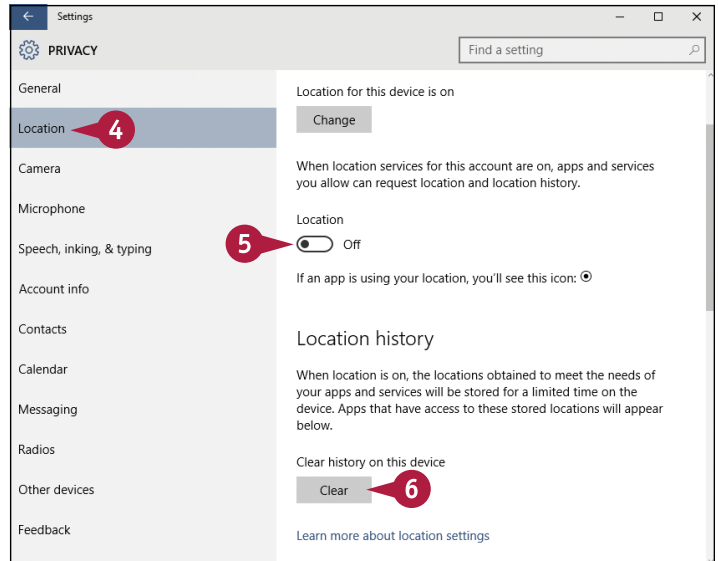 Settings
PRIVACY
Find a setting
General
Location
4
Camera
Microphone
Speech, inking, & typing
Account info
Contacts
Calendar
Messaging
Radios
Other devices
Feedback
Location for this device is on
Change
When location services for this account are on, apps and services
you allow can request location and location history.
Location
5
Off
If an app is using your location, you'll see this icon:
Location history
When location is on, the locations obtained to meet the needs of
your apps and services will be stored for a limited time on the
device. Apps that have access to these stored locations will appear
below.
Clear history on this device
Clear
6
Learn more about location settings